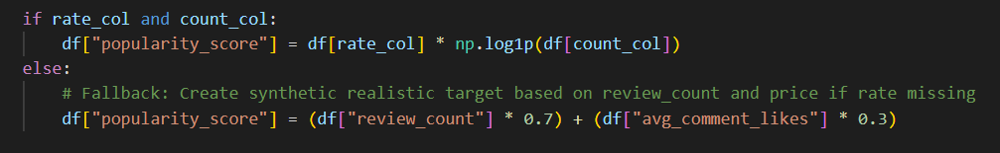 if rate_col and count_col:
    df["popularity_score"] = df[rate_col] * np.log1p(df[count_col])
else:
    # Fallback: Create synthetic realistic target based on review_count and price if rate missing
    df["popularity_score"] = (df["review_count"] * 0.7) + (df["avg_comment_likes"] * 0.3)